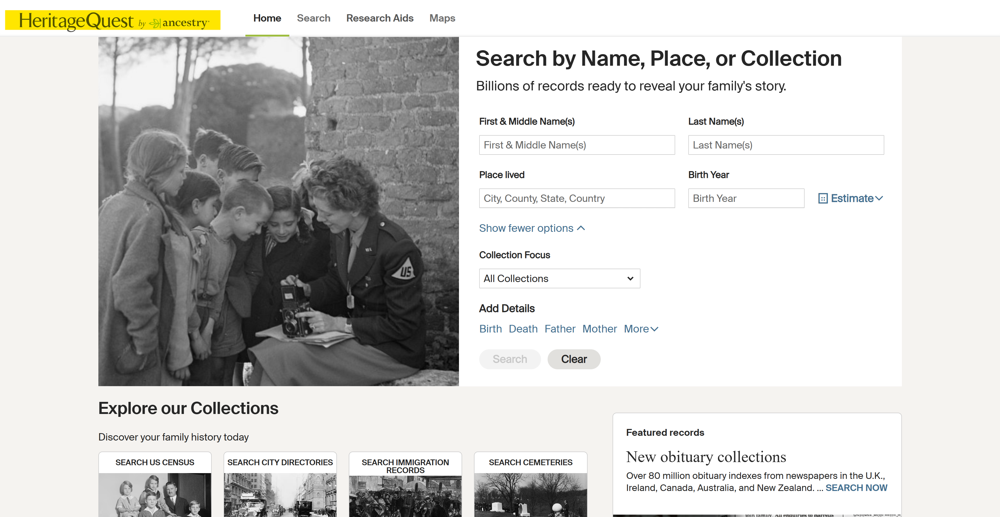 HeritageQuest by ancestry
Home
Search
Research Aids
Maps
Search by Name, Place, or Collection
Billions of records ready to reveal your family's story.
First & Middle Name(s)
Last Name(s)
First & Middle Name(s)
Last Name(s)
Place lived
Birth Year
City, County, State, Country
Birth Year
Estimate
Show fewer options
Collection Focus
All Collections
Add Details
Birth Death Father Mother More
Search
Clear
US
Explore our Collections
Discover your family history today
SEARCH US CENSUS
SEARCH CITY DIRECTORIES
SEARCH IMMIGRATION
RECORDS
SEARCH CEMETERIES
Featured records
New obituary collections
Over 80 million obituary indexes from newspapers in the U.K.,
Ireland, Canada, Australia, and New Zealand. ... SEARCH NOW